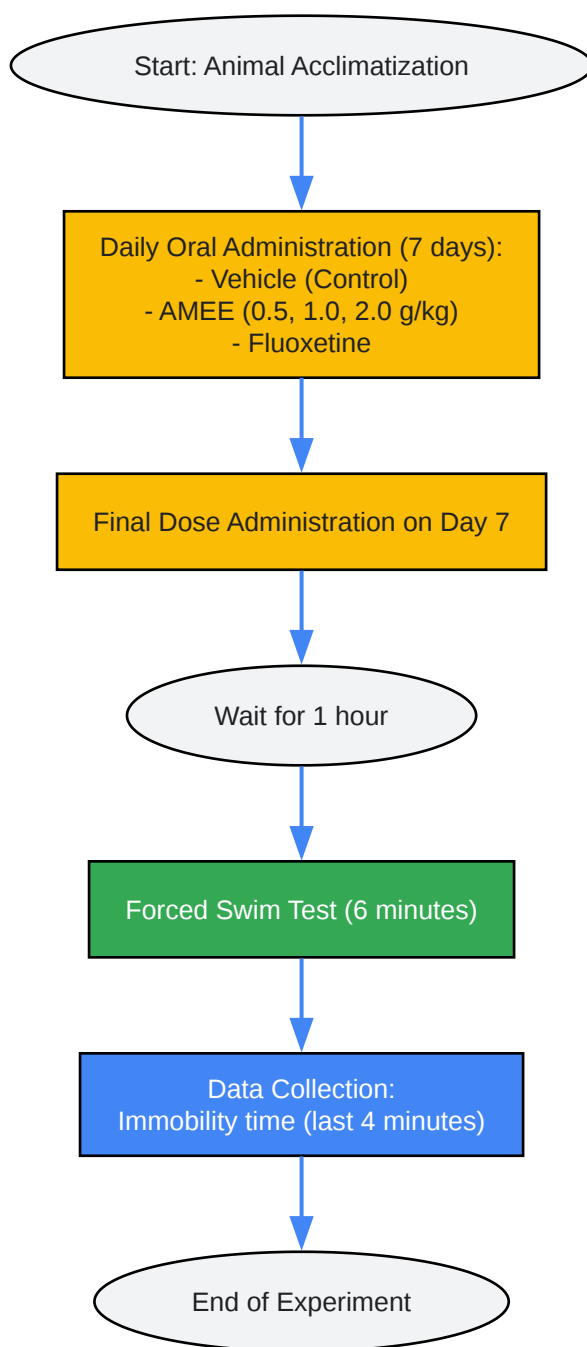 Start: Animal Acclimatization
Daily Oral Administration (7 days):
- Vehicle (Control)
- AMEE (0.5, 1.0, 2.0 g/kg)
- Fluoxetine
Final Dose Administration on Day 7
Wait for 1 hour
Forced Swim Test (6 minutes)
Data Collection:
Immobility time (last 4 minutes)
End of Experiment